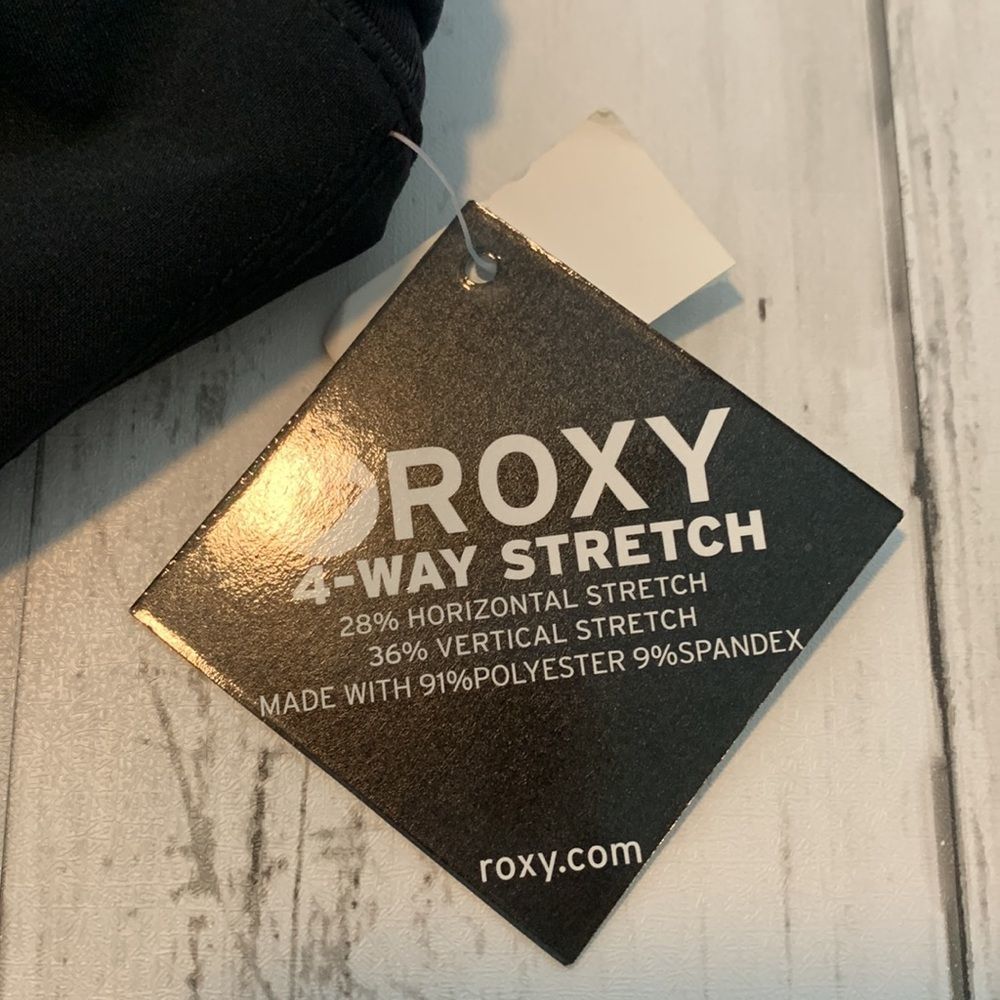 ROXY
4-WAY STRETCH
28% HORIZONTAL STRETCH
36% VERTICAL STRETCH
MADE WITH 91%POLYESTER 9%SPANDEX
roxy.com